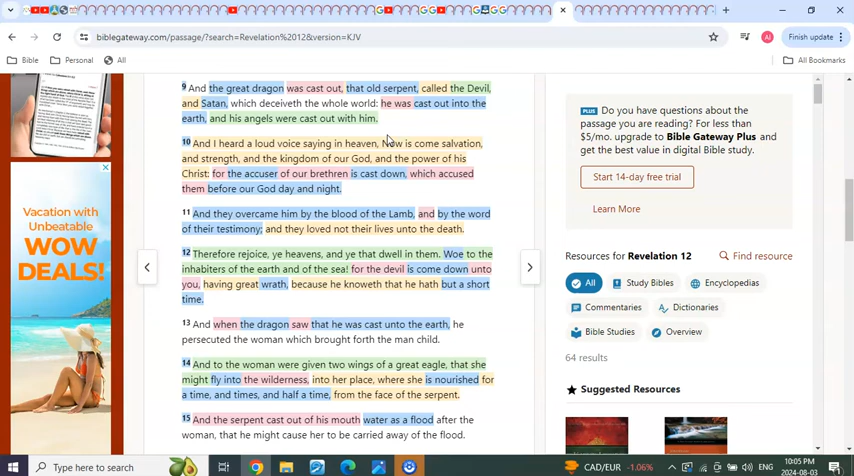 biblegateway.com/passage/?search=Revelation%2012&version=KJV
AI
Finish update
Bible
Personal
All
All Bookmarks
9 And the great dragon was cast out, that old serpent, called the Devil,
and Satan, which deceiveth the whole world: he was cast out into the
earth, and his angels were cast out with him.
10 And I heard a loud voice saying in heaven, Now is come salvation,
and strength, and the kingdom of our God, and the power of his
Christ: for the accuser of our brethren is cast down, which accused
them before our God day and night.
11 And they overcame him by the blood of the Lamb, and by the word
of their testimony; and they loved not their lives unto the death.
12 Therefore rejoice, ye heavens, and ye that dwell in them. Woe to the
inhabiters of the earth and of the sea! for the devil is come down unto
you, having great wrath, because he knoweth that he hath but a short
time.
13 And when the dragon saw that he was cast unto the earth, he
persecuted the woman which brought forth the man child.
14 And to the woman were given two wings of a great eagle, that she
might fly into the wilderness, into her place, where she is nourished for
a time, and times, and half a time, from the face of the serpent.
15 And the serpent cast out of his mouth water as a flood after the
woman, that he might cause her to be carried away of the flood.
Vacation with
Unbeatable
WOW
DEALS!
PLUS Do you have questions about the
passage you are reading? For less than
$5/mo. upgrade to Bible Gateway Plus and
get the best value in digital Bible study.
Start 14-day free trial
Learn More
Resources for Revelation 12
Find resource
All
Study Bibles
Encyclopedias
Commentaries
Dictionaries
Bible Studies
Overview
64 results
Suggested Resources
Type here to search
CAD/EUR -1.06%
ENG
10:05 PM
2024-08-03